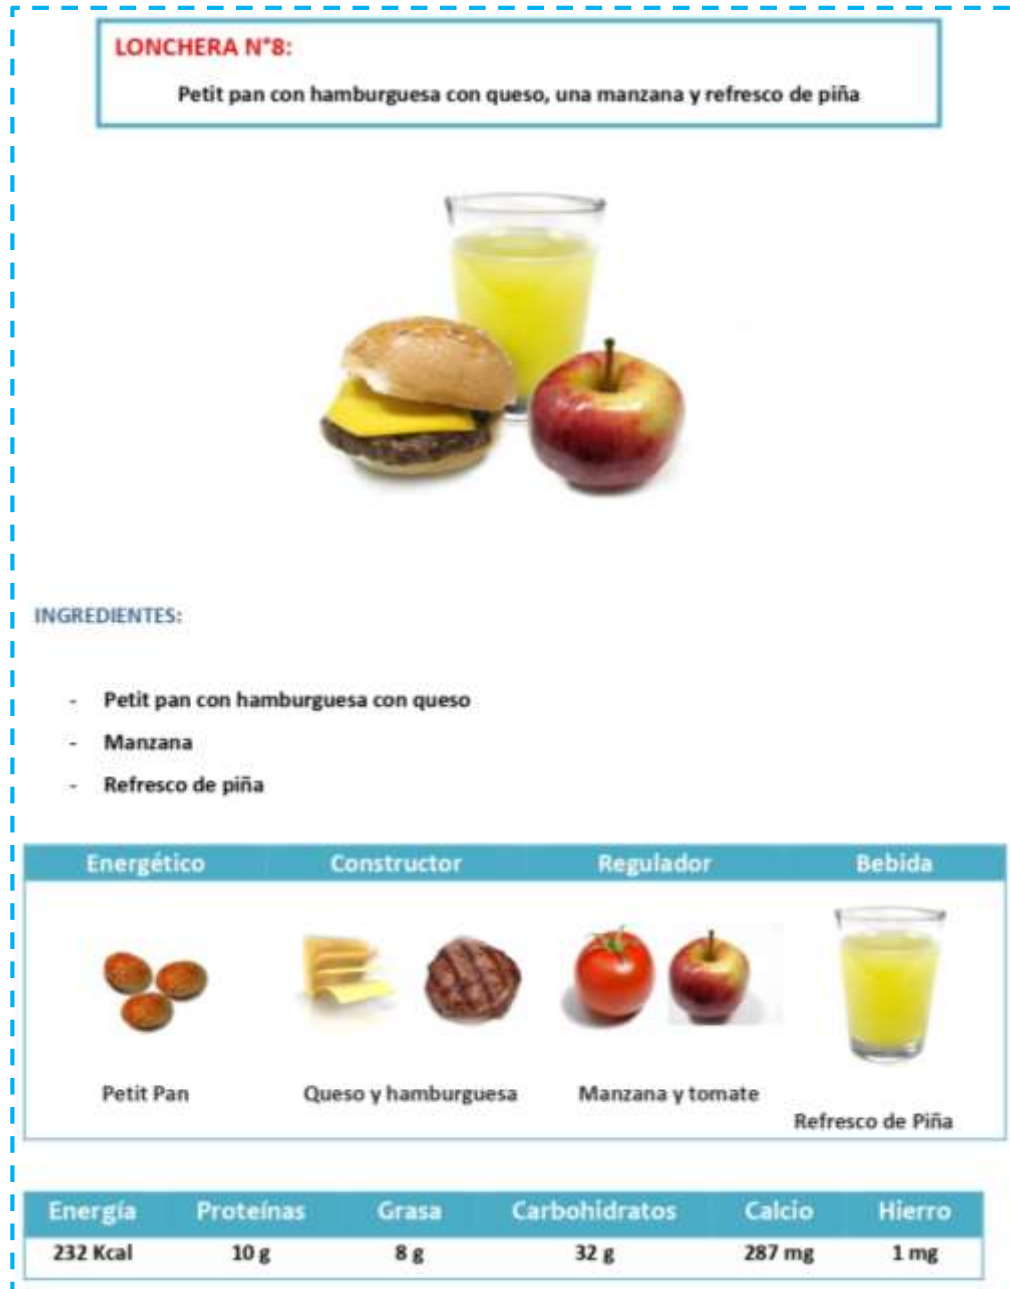 LONCHERA N°8:
Petit pan con hamburguesa con queso, una manzana y refresco de piña
INGREDIENTES:
- Petit pan con hamburguesa con queso
- Manzana
- Refresco de piña
Energético Constructor Regulador Bebida
Petit Pan Queso y hamburguesa Manzana y tomate
Refresco de Piña
Energía Proteínas Grasa Carbohidratos Calcio Hierro
232 Kcal 10 g 8 g 32 g 287 mg 1 mg